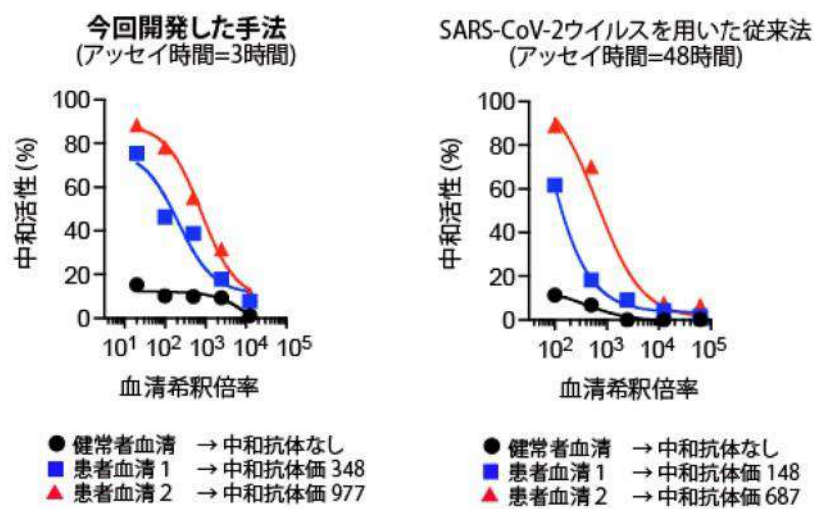 今回開発した手法
(アッセイ時間=3時間)
中和活性(%)
100
80
60
40
20
0
10¹ 10² 10³ 10⁴ 10⁵
血清希釈倍率
健常者血清 → 中和抗体なし
患者血清1 → 中和抗体価 348
患者血清2 → 中和抗体価 977
SARS-CoV-2ウイルスを用いた従来法
(アッセイ時間=48時間)
中和活性(%)
100
80
60
40
20
0
10² 10³ 10⁴ 10⁵
血清希釈倍率
健常者血清 → 中和抗体なし
患者血清1 → 中和抗体価 148
患者血清2 → 中和抗体価 687